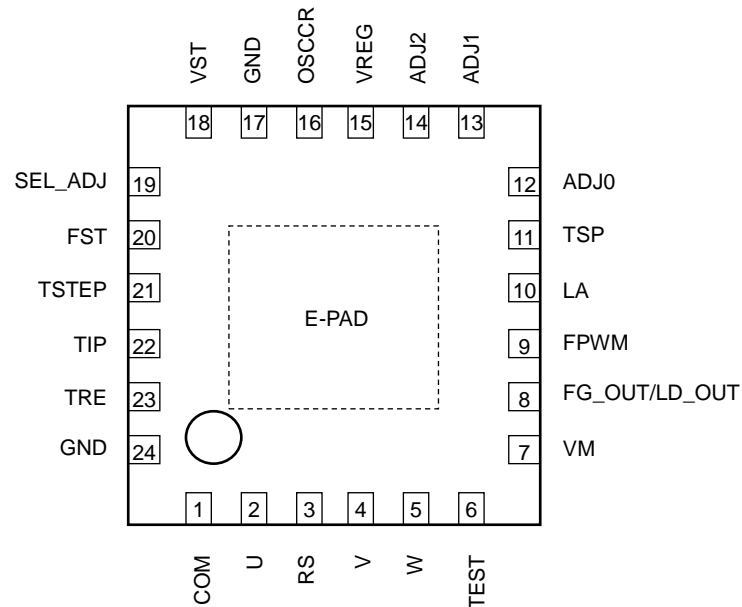 VST GND OSCCR VREG ADJ2 ADJ1
18 17 16 15 14 13
SEL_ADJ 19 12 ADJ0
FST 20 11 TSP
TSTEP 21 10 LA
E-PAD
TIP 22 9 FPWM
TRE 23 8 FG_OUT/LD_OUT
GND 24 7 VM
1 2 3 4 5 6
COM U RS V W TEST